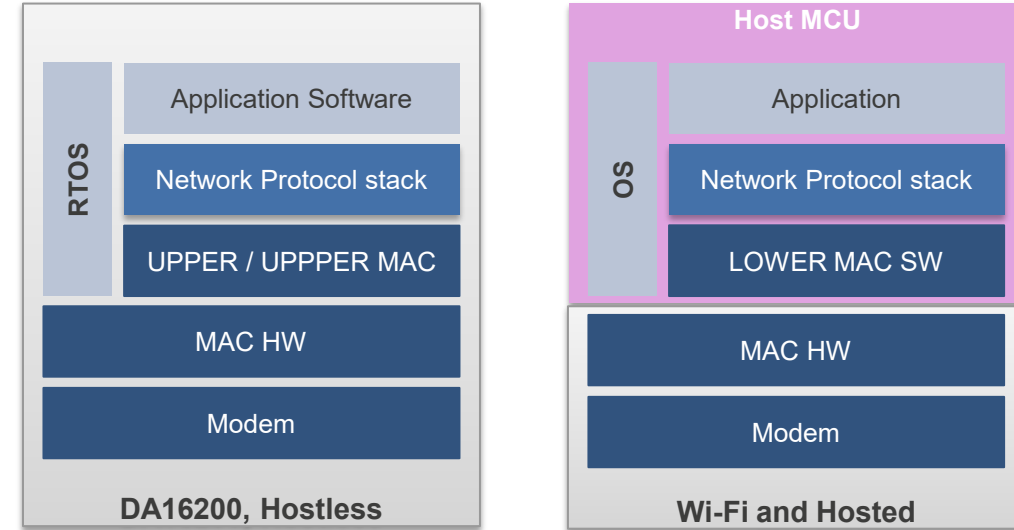 RTOS
Application Software
Network Protocol stack
UPPER / UPPPER MAC
MAC HW
Modem
DA16200, Hostless
Host MCU
OS
Application
Network Protocol stack
LOWER MAC SW
MAC HW
Modem
Wi-Fi and Hosted